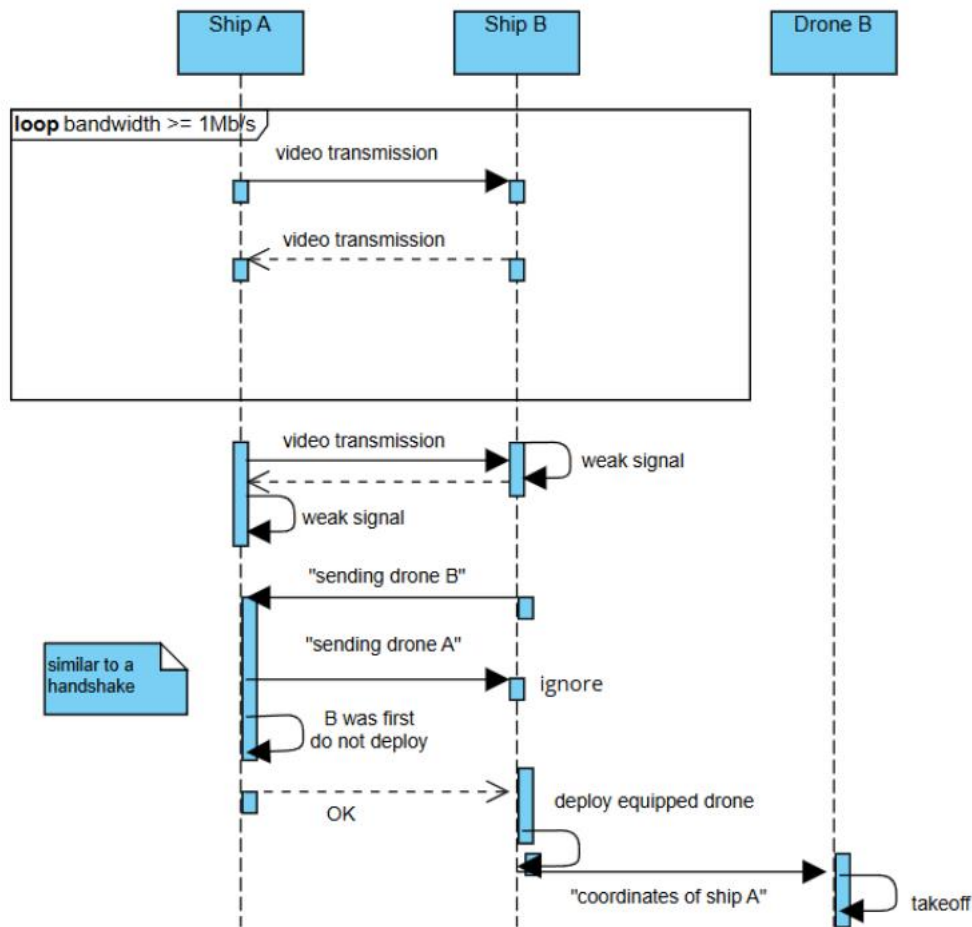 Ship A
Ship B
Drone B
loop bandwidth >= 1Mb/s
video transmission
video transmission
video transmission
weak signal
weak signal
"sending drone B"
"sending drone A"
similar to a
handshake
ignore
B was first
do not deploy
deploy equipped drone
OK
"coordinates of ship A"
takeoff